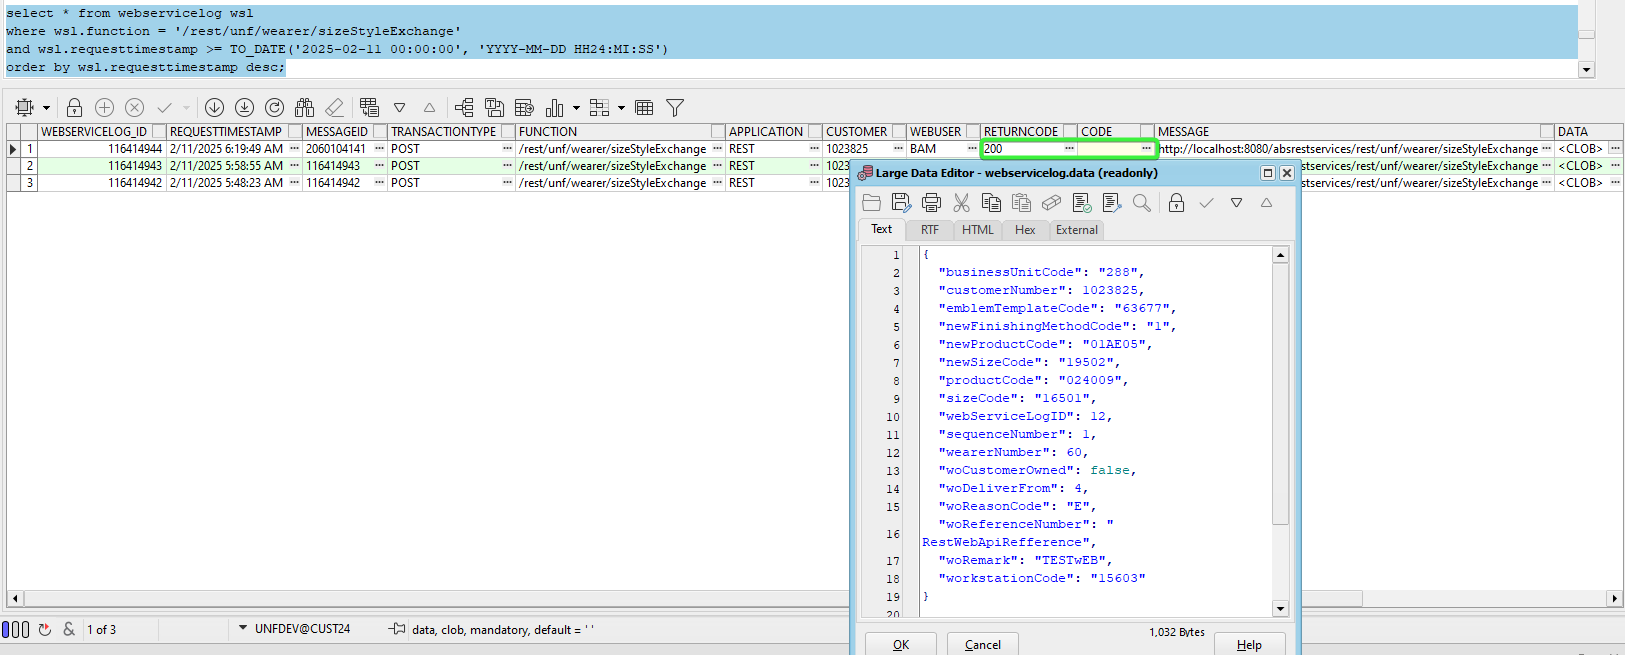 select * from webservicelog wsl
where wsl.function = '/rest/unf/wearer/sizeStyleExchange'
and wsl.requesttimestamp >= TO_DATE('2025-02-11 00:00:00', 'YYYY-MM-DD HH24:MI:SS')
order by wsl.requesttimestamp desc;
WEBSERVICELOG_ID REQUESTTIMESTAMP MESSAGEID TRANSACTIONTYPE FUNCTION APPLICATION CUSTOMER WEBUSER RETURNCODE CODE MESSAGE DATA
1 116414944 2/11/2025 6:19:49 AM ··· 2060104141 ··· POST ··· /rest/unf/wearer/sizeStyleExchange ··· REST ··· 1023825 ··· BAM ··· 200 ··· ··· http://localhost:8080/absrestservices/rest/unf/wearer/sizeStyleExchange ··· <CLOB> ···
2 116414943 2/11/2025 5:58:55 AM ··· 116414943 ··· POST ··· /rest/unf/wearer/sizeStyleExchange ··· REST ··· 1023 estservices/rest/unf/wearer/sizeStyleExchange ··· <CLOB> ···
3 116414942 2/11/2025 5:48:23 AM ··· 116414942 ··· POST ··· /rest/unf/wearer/sizeStyleExchange ··· REST ··· 1023 estservices/rest/unf/wearer/sizeStyleExchange ··· <CLOB> ···
Large Data Editor - webservicelog.data (readonly)
Text RTF HTML Hex External
1 {
2 "businessUnitCode": "288",
3 "customerNumber": 1023825,
4 "emblemTemplateCode": "63677",
5 "newFinishingMethodCode": "1",
6 "newProductCode": "01AE05",
7 "newSizeCode": "19502",
8 "productCode": "024009",
9 "sizeCode": "16501",
10 "webServiceLogID": 12,
11 "sequenceNumber": 1,
12 "wearerNumber": 60,
13 "woCustomerOwned": false,
14 "woDeliverFrom": 4,
15 "woReasonCode": "E",
16 "woReferenceNumber": "
RestWebApiRefference",
17 "woRemark": "TESTwEB",
18 "workstationCode": "15603"
19 }
20
1,032 Bytes
OK Cancel Help
& 1 of 3 UNFDEV@CUST24 data, clob, mandatory, default = ' '